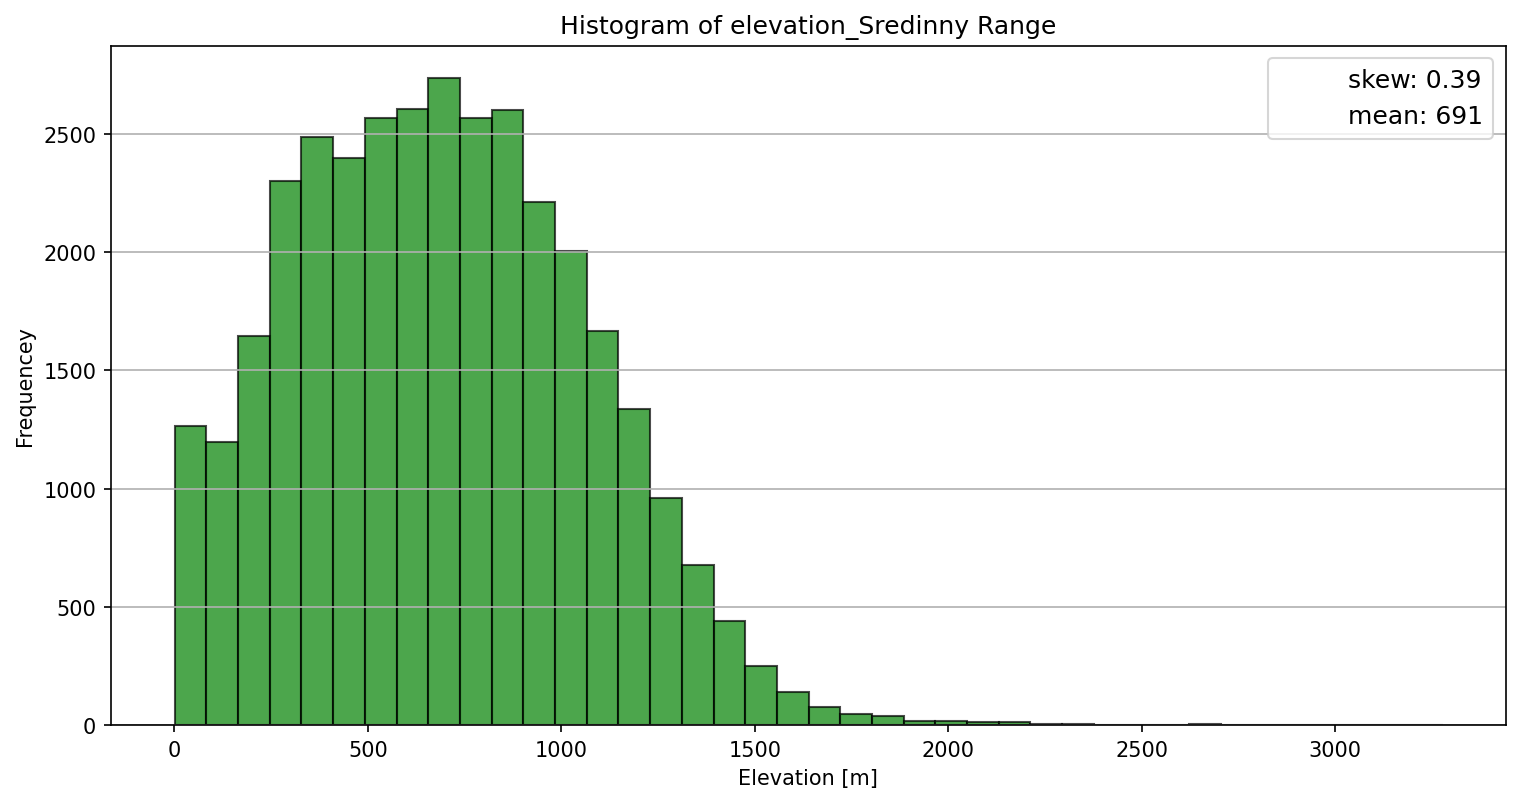 Histogram of elevation_Sredinny Range
skew: 0.39
mean: 691
Frequencey
2500
2000
1500
1000
500
0
0 500 1000 1500 2000 2500 3000
Elevation [m]